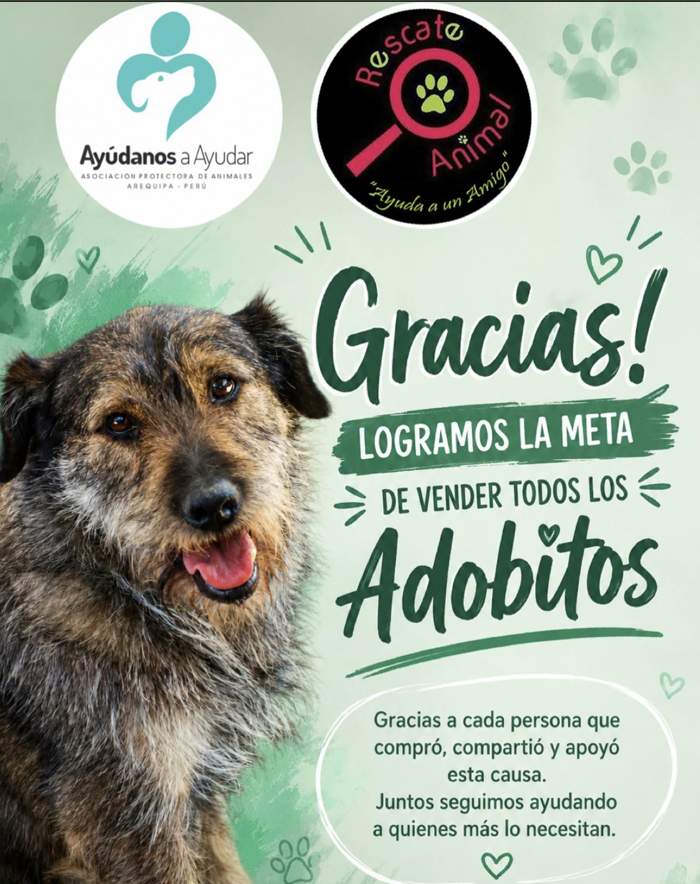 Ayúdanos a Ayudar
ASOCIACIÓN PROTECTORA DE ANIMALES
AREQUIPA - PERÚ
Rescate
Animal
"Ayuda a un Amigo"
Gracias!
LOGRAMOS LA META
DE VENDER TODOS LOS
Adobitos
Gracias a cada persona que
compró, compartió y apoyó
esta causa.
Juntos seguimos ayudando
a quienes más lo necesitan.